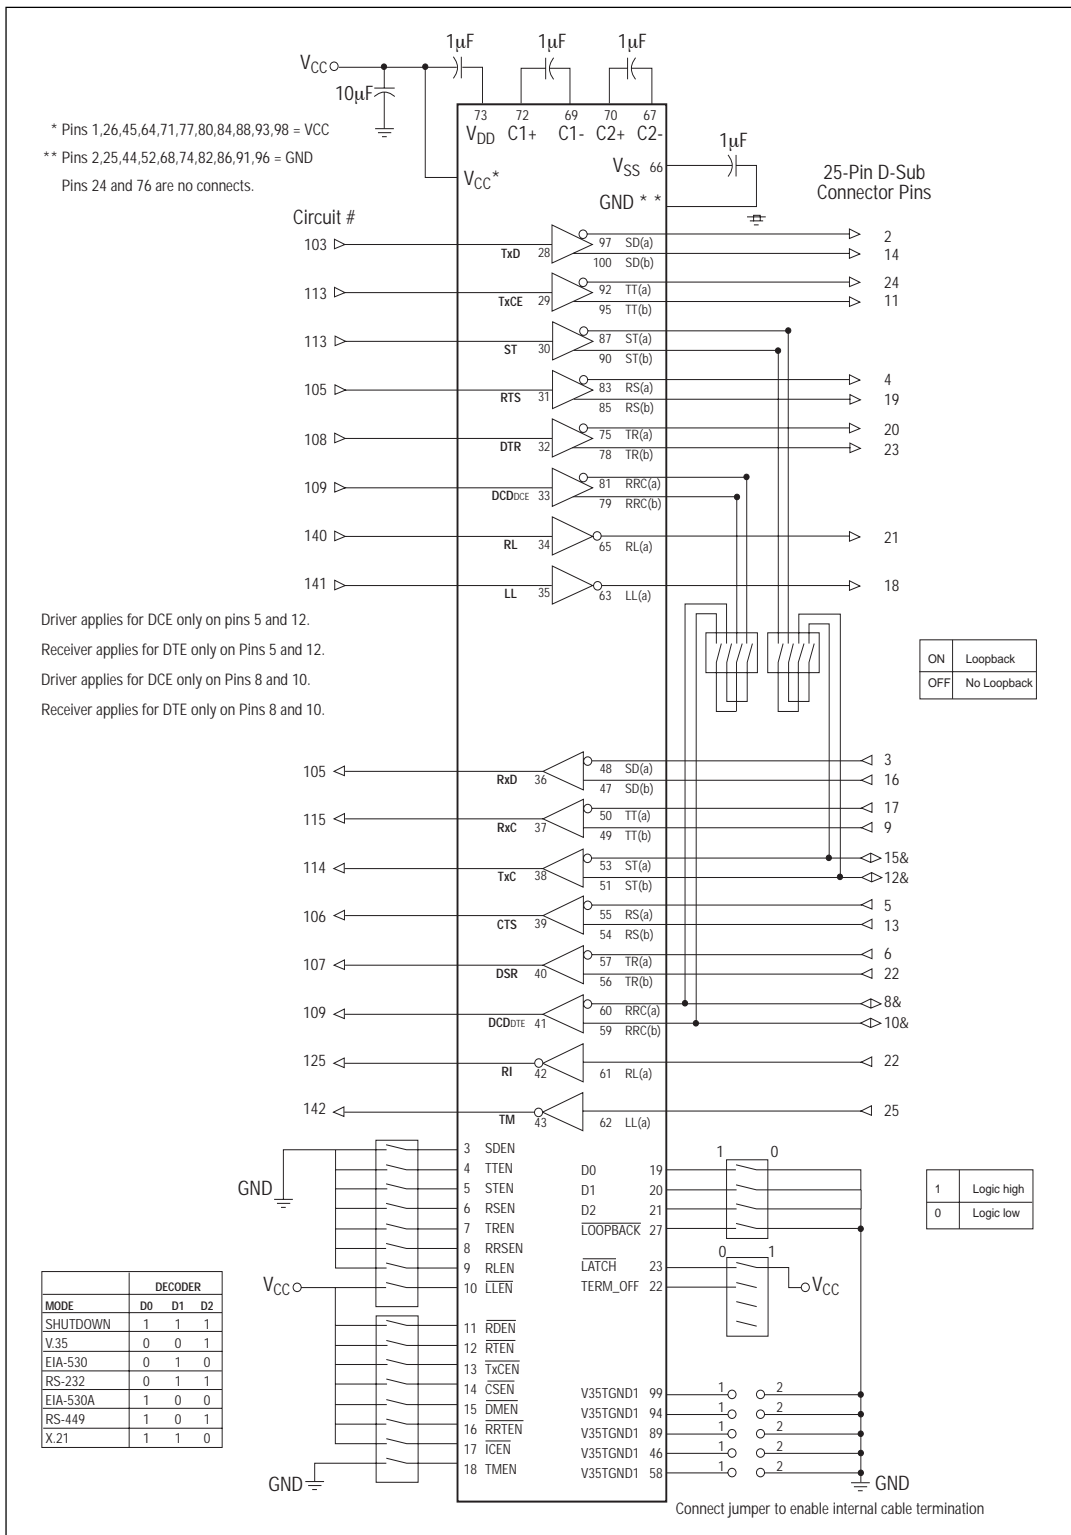 1µF 1µF 1µF
VCC
10µF
73 72 69 70 67
VDD C1+ C1- C2+ C2-
* Pins 1,26,45,64,71,77,80,84,88,93,98 = VCC
** Pins 2,25,44,52,68,74,82,86,91,96 = GND
Pins 24 and 76 are no connects.
VCC*
VSS 66
1µF
GND * *
25-Pin D-Sub
Connector Pins
Circuit #
103 TxD 28 97 SD(a) 2
100 SD(b) 14
113 TxCE 29 92 TT(a) 24
95 TT(b) 11
113 ST 30 87 ST(a)
90 ST(b)
105 RTS 31 83 RS(a) 4
85 RS(b) 19
108 DTR 32 75 TR(a) 20
78 TR(b) 23
109 DCDDCE 33 81 RRC(a)
79 RRC(b)
140 RL 34 65 RL(a) 21
141 LL 35 63 LL(a) 18
Driver applies for DCE only on pins 5 and 12.
Receiver applies for DTE only on Pins 5 and 12.
Driver applies for DCE only on Pins 8 and 10.
Receiver applies for DTE only on Pins 8 and 10.
ON Loopback
OFF No Loopback
105 RxD 36 48 SD(a) 3
47 SD(b) 16
115 RxC 37 50 TT(a) 17
49 TT(b) 9
114 TxC 38 53 ST(a) 15&
51 ST(b) 12&
106 CTS 39 55 RS(a) 5
54 RS(b) 13
107 DSR 40 57 TR(a) 6
56 TR(b) 22
109 DCDDTE 41 60 RRC(a) 8&
59 RRC(b) 10&
125 RI 42 61 RL(a) 22
142 TM 43 62 LL(a) 25
GND
3 SDEN
4 TTEN
5 STEN
6 RSEN
7 TREN
8 RRSEN
9 RLEN
VCC 10 LLEN
11 RDEN
12 RTEN
13 TxCEN
14 CSEN
15 DMEN
16 RRTEN
17 ICEN
GND 18 TMEN
1 0
D0 19
D1 20
D2 21
LOOPBACK 27
0 1
LATCH 23
TERM_OFF 22
VCC
1 Logic high
0 Logic low
DECODER
MODE D0 D1 D2
SHUTDOWN 1 1 1
V.35 0 0 1
EIA-530 0 1 0
RS-232 0 1 1
EIA-530A 1 0 0
RS-449 1 0 1
X.21 1 1 0
V35TGND1 99 1 2
V35TGND1 94 1 2
V35TGND1 89 1 2
V35TGND1 46 1 2
V35TGND1 58 1 2
GND
Connect jumper to enable internal cable termination